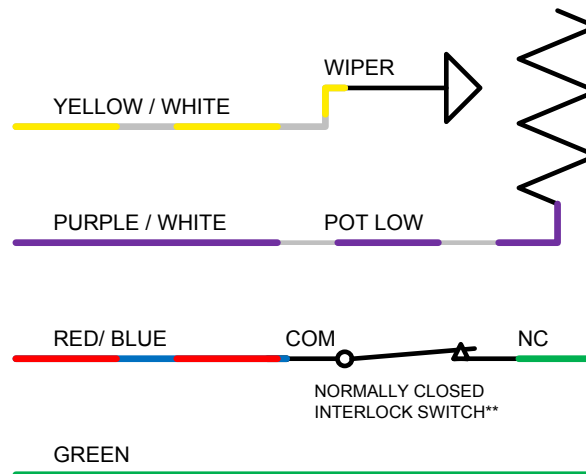 WIPER
YELLOW / WHITE
PURPLE / WHITE
POT LOW
RED/ BLUE
COM
NC
NORMALLY CLOSED
INTERLOCK SWITCH**
GREEN